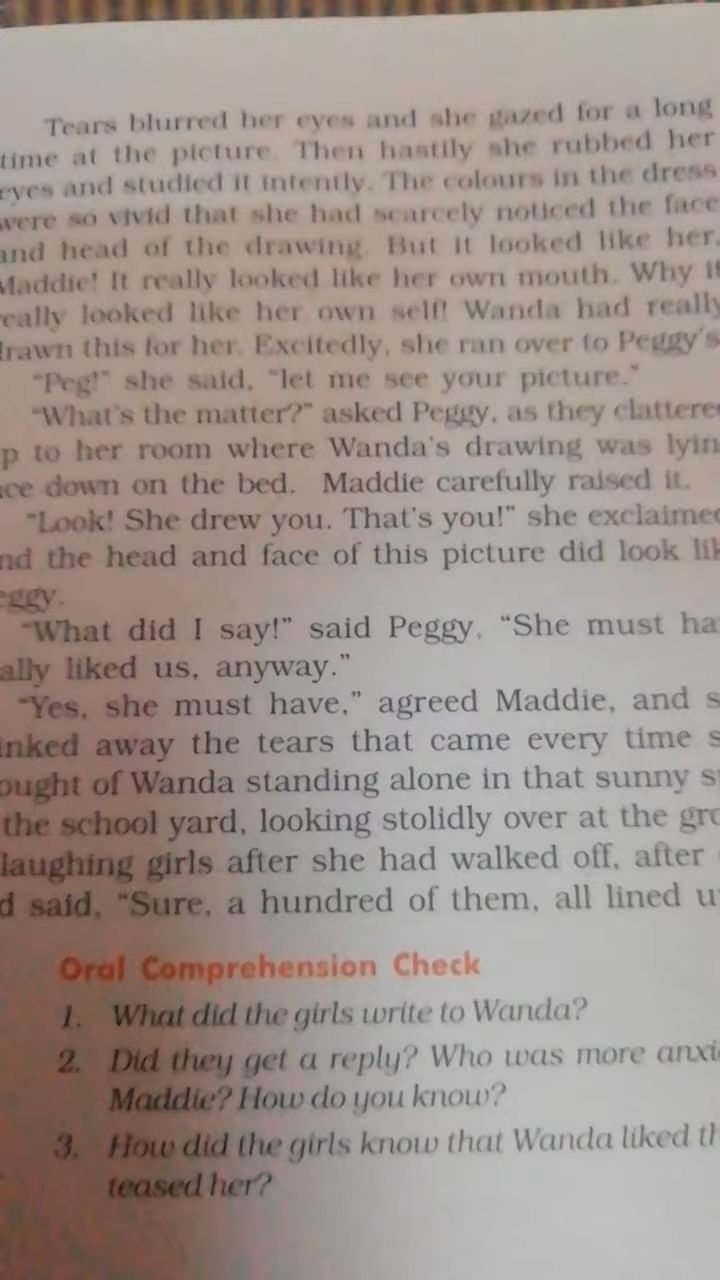 Tears blurred her eyes and she gazed for a long
time at the picture. Then hastily she rubbed her
eyes and studied it intently. The colours in the dress
were so vivid that she had scarcely noticed the face
and head of the drawing. But it looked like her,
Maddie! It really looked like her own mouth. Why it
really looked like her own self! Wanda had really
drawn this for her. Excitedly, she ran over to Peggy's
“Peg!” she said, “let me see your picture.”
“What's the matter?” asked Peggy, as they clattere
p to her room where Wanda's drawing was lyin
ce down on the bed. Maddie carefully raised it.
“Look! She drew you. That's you!” she exclaimed
nd the head and face of this picture did look lik
eggy.
“What did I say!” said Peggy, “She must ha
ally liked us, anyway.”
“Yes, she must have,” agreed Maddie, and s
inked away the tears that came every time s
ought of Wanda standing alone in that sunny s
the school yard, looking stolidly over at the gro
laughing girls after she had walked off, after
d said, “Sure, a hundred of them, all lined u
Oral Comprehension Check
1. What did the girls write to Wanda?
2. Did they get a reply? Who was more anxi
Maddie? How do you know?
3. How did the girls know that Wanda liked th
teased her?